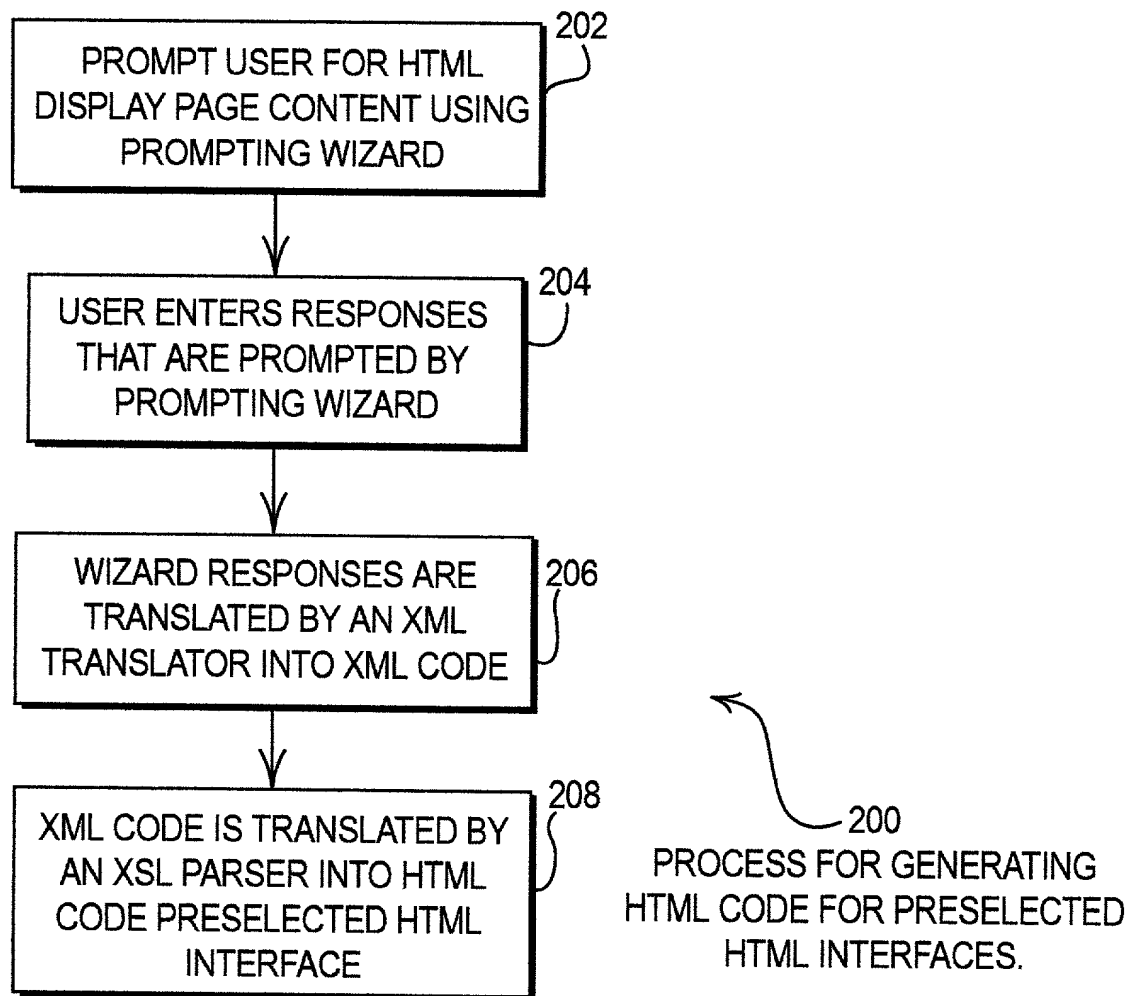 202
PROMPT USER FOR HTML
DISPLAY PAGE CONTENT USING
PROMPTING WIZARD
204
USER ENTERS RESPONSES
THAT ARE PROMPTED BY
PROMPTING WIZARD
206
WIZARD RESPONSES ARE
TRANSLATED BY AN XML
TRANSLATOR INTO XML CODE
208
XML CODE IS TRANSLATED BY
AN XSL PARSER INTO HTML
CODE PRESELECTED HTML
INTERFACE
200
PROCESS FOR GENERATING
HTML CODE FOR PRESELECTED
HTML INTERFACES.